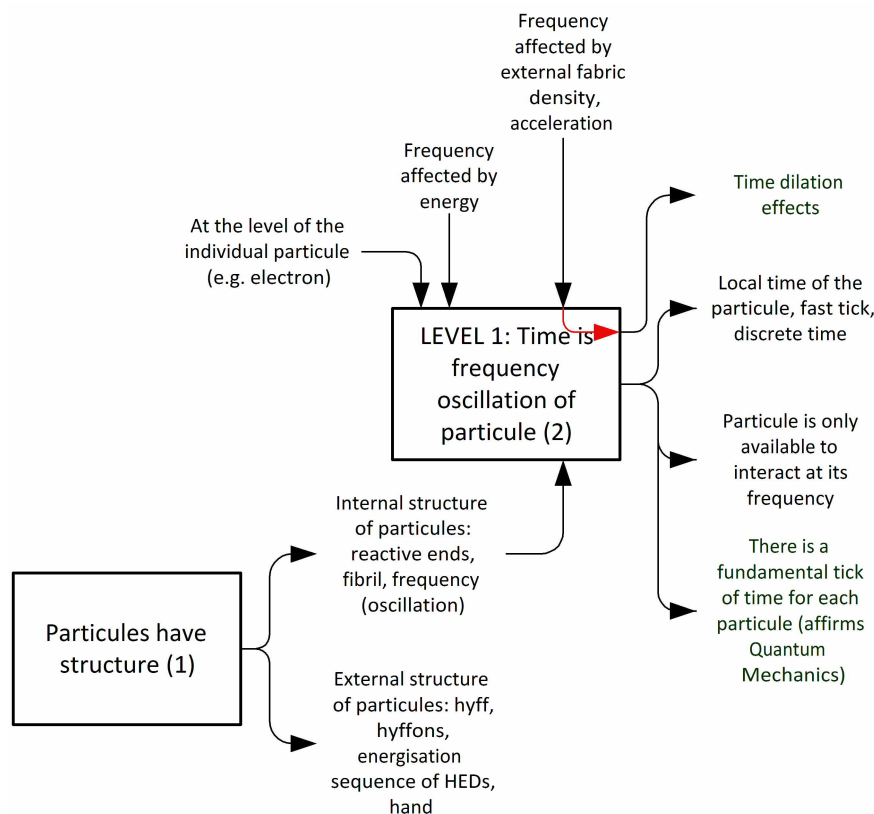 Frequency
affected by
external fabric
density,
acceleration
Frequency
affected by
energy
At the level of the
individual particule
(e.g. electron)
Time dilation
effects
Local time of the
particule, fast tick,
discrete time
LEVEL 1: Time is
frequency
oscillation of
particule (2)
Particule is only
available to
interact at its
frequency
Internal structure
of particules:
reactive ends,
fibril, frequency
(oscillation)
There is a
fundamental tick
of time for each
particule (affirms
Quantum
Mechanics)
Particules have
structure (1)
External structure
of particules: hyff,
hyffons,
energisation
sequence of HEDs,
hand